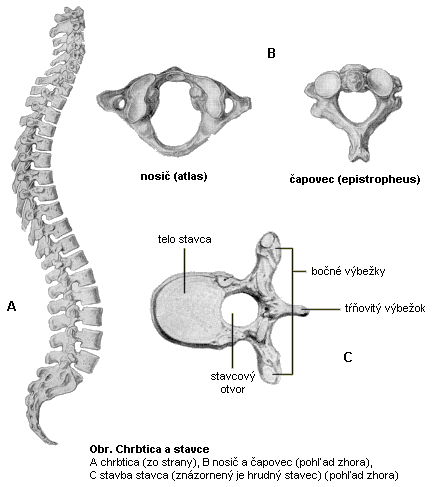 B
nosič (atlas)
čapovec (epistropheus)
telo stavca
bočné výbežky
A
tŕňovitý výbežok
C
stavcový
otvor
Obr. Chrbtica a stavce
A chrbtica (zo strany), B nosič a čapovec (pohľad zhora),
C stavba stavca (znázornený je hrudný stavec) (pohľad zhora)